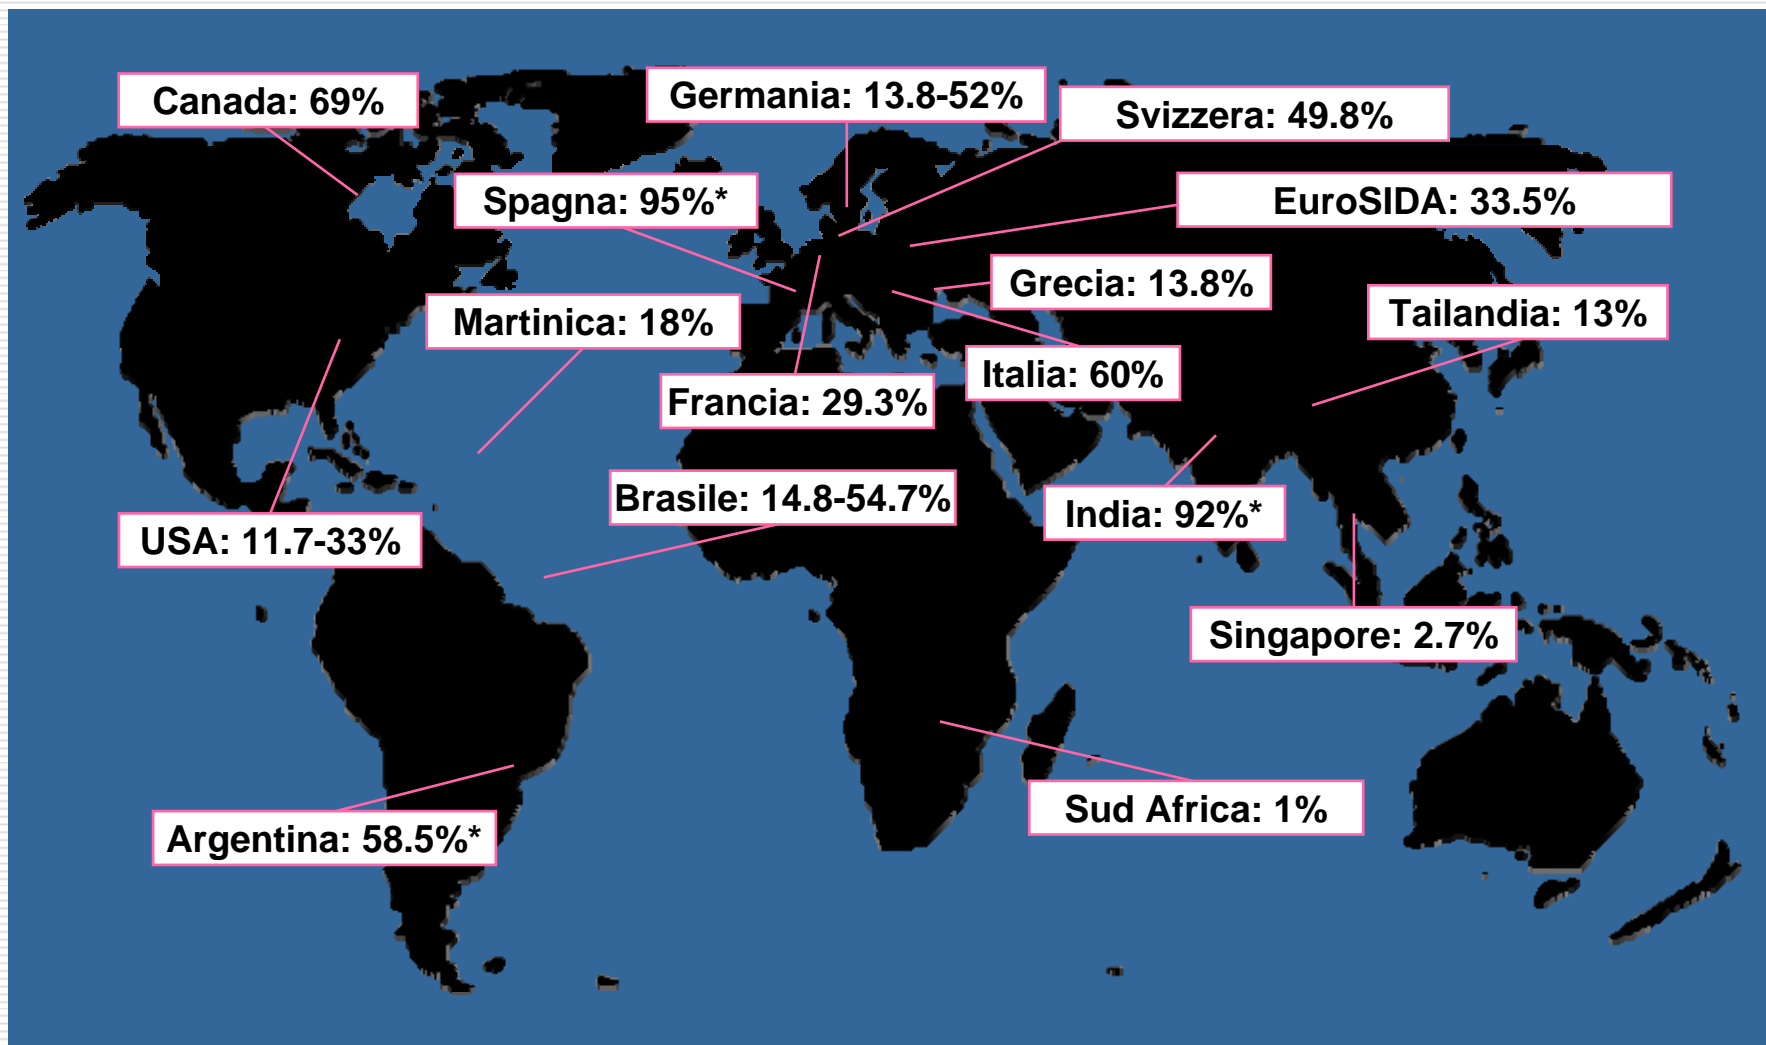 Canada: 69%
Germania: 13.8-52%
Svizzera: 49.8%
Spagna: 95%*
EuroSIDA: 33.5%
Grecia: 13.8%
Martinica: 18%
Tailandia: 13%
Italia: 60%
Francia: 29.3%
Brasile: 14.8-54.7%
India: 92%*
USA: 11.7-33%
Singapore: 2.7%
Sud Africa: 1%
Argentina: 58.5%*